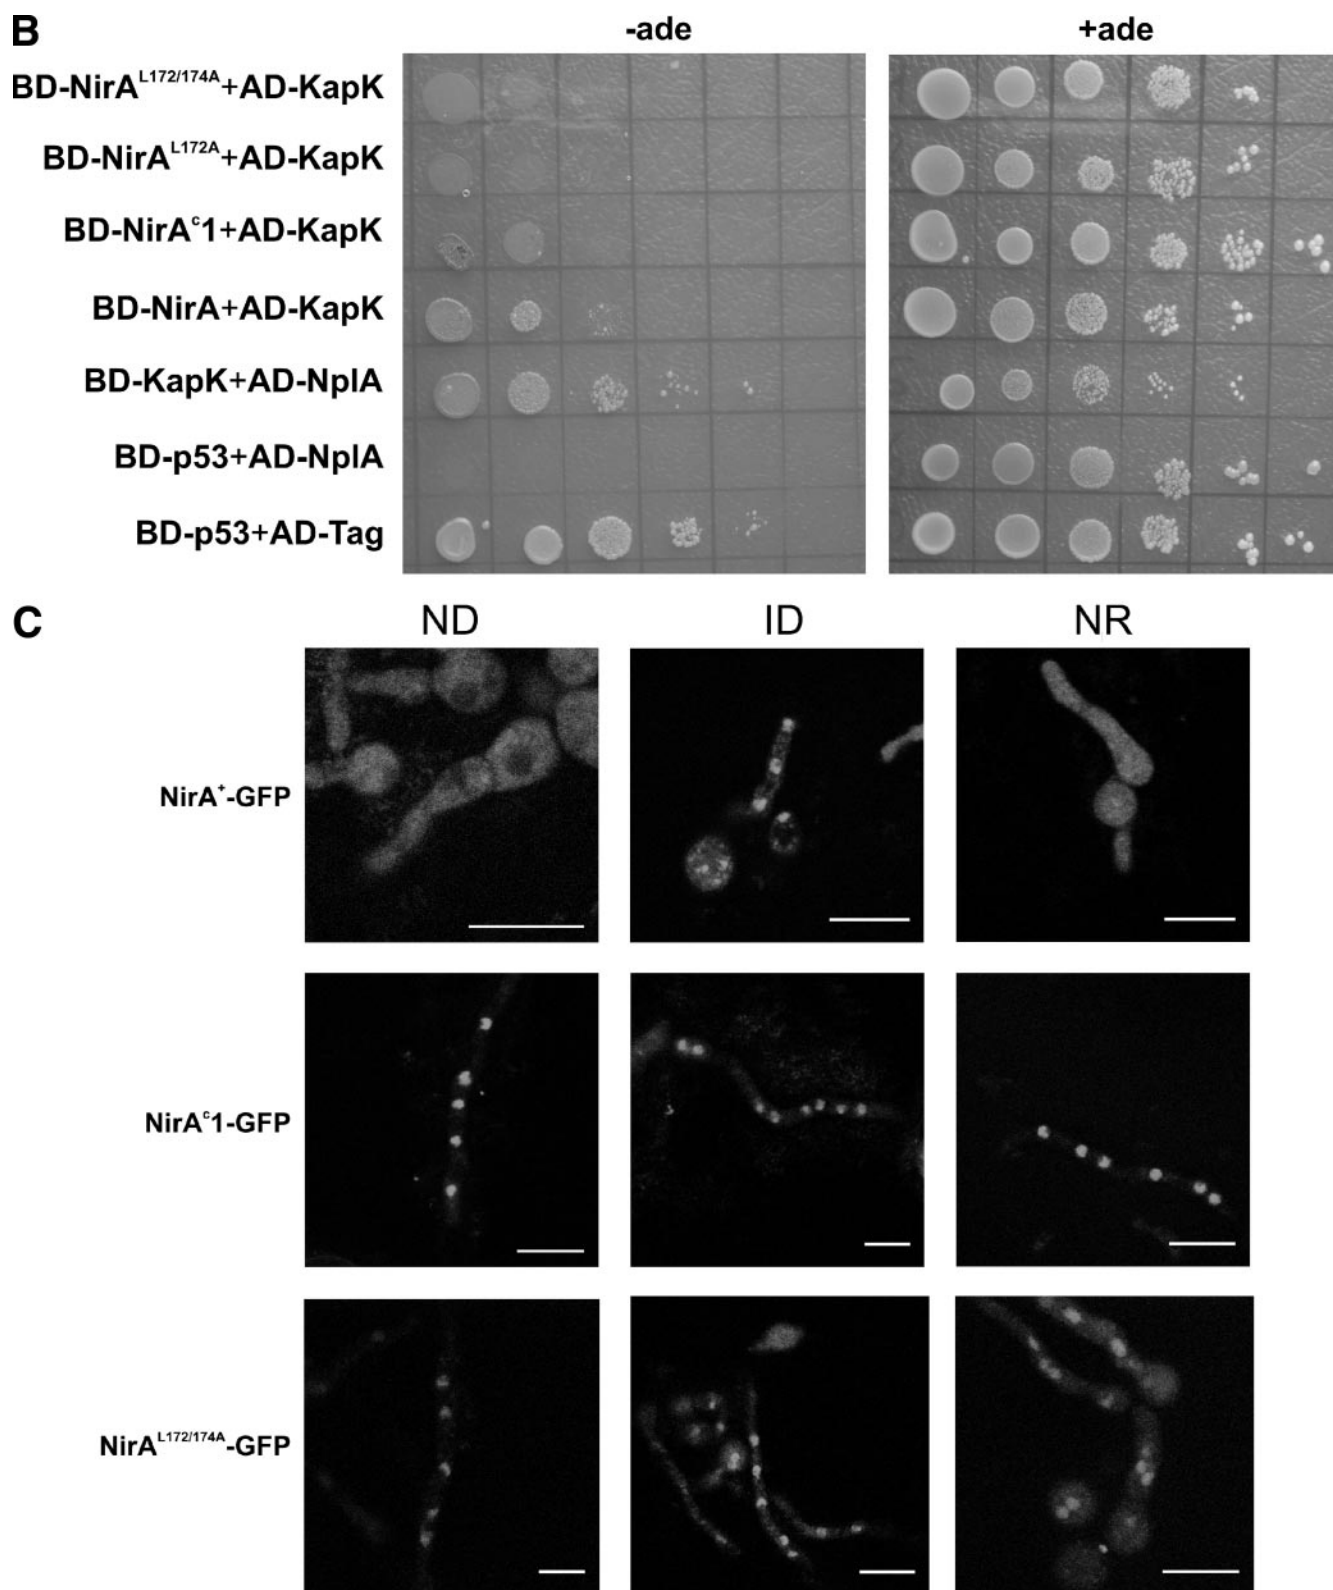 B
-ade +ade
BD-NirA^L172/174A+AD-KapK
BD-NirA^L172A+AD-KapK
BD-NirA^c1+AD-KapK
BD-NirA+AD-KapK
BD-KapK+AD-NplA
BD-p53+AD-NplA
BD-p53+AD-Tag
C
ND ID NR
NirA^+-GFP
NirA^c1-GFP
NirA^L172/174A-GFP